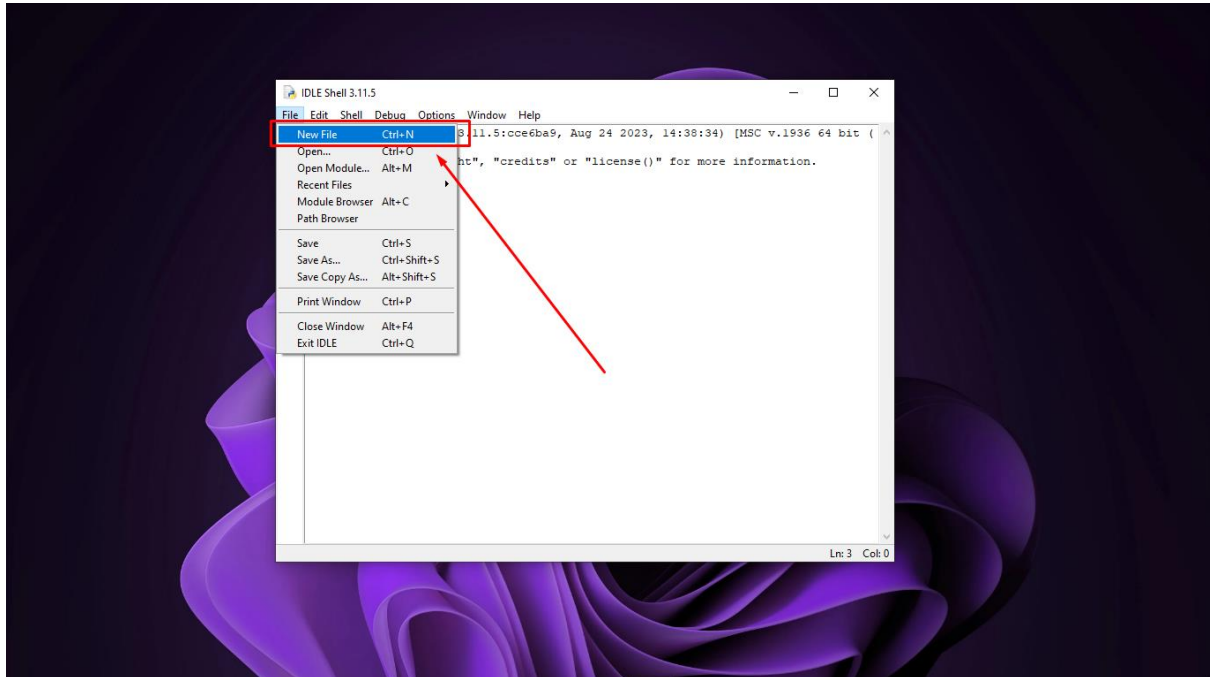 IDLE Shell 3.11.5
File Edit Shell Debug Options Window Help
3.11.5:cce6ba9, Aug 24 2023, 14:38:34) [MSC v.1936 64 bit (
ht", "credits" or "license()" for more information.
New File Ctrl+N
Open... Ctrl+O
Open Module... Alt+M
Recent Files
Module Browser Alt+C
Path Browser
Save Ctrl+S
Save As... Ctrl+Shift+S
Save Copy As... Alt+Shift+S
Print Window Ctrl+P
Close Window Alt+F4
Exit IDLE Ctrl+Q
Ln: 3 Col: 0